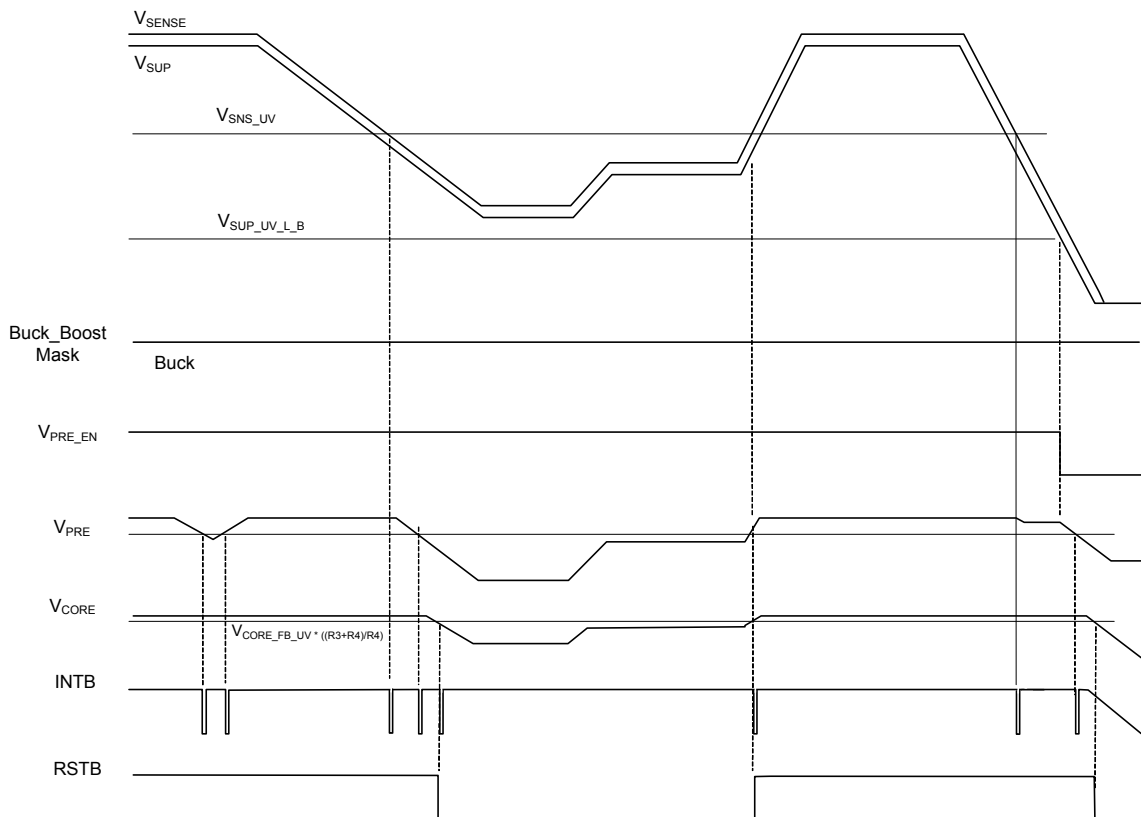 VSENSE
VSUP
VSNS_UV
VSUP_UV_L_B
Buck_Boost
Mask
Buck
VPRE_EN
VPRE
VCORE
VCORE_FB_UV * ((R3+R4)/R4)
INTB
RSTB